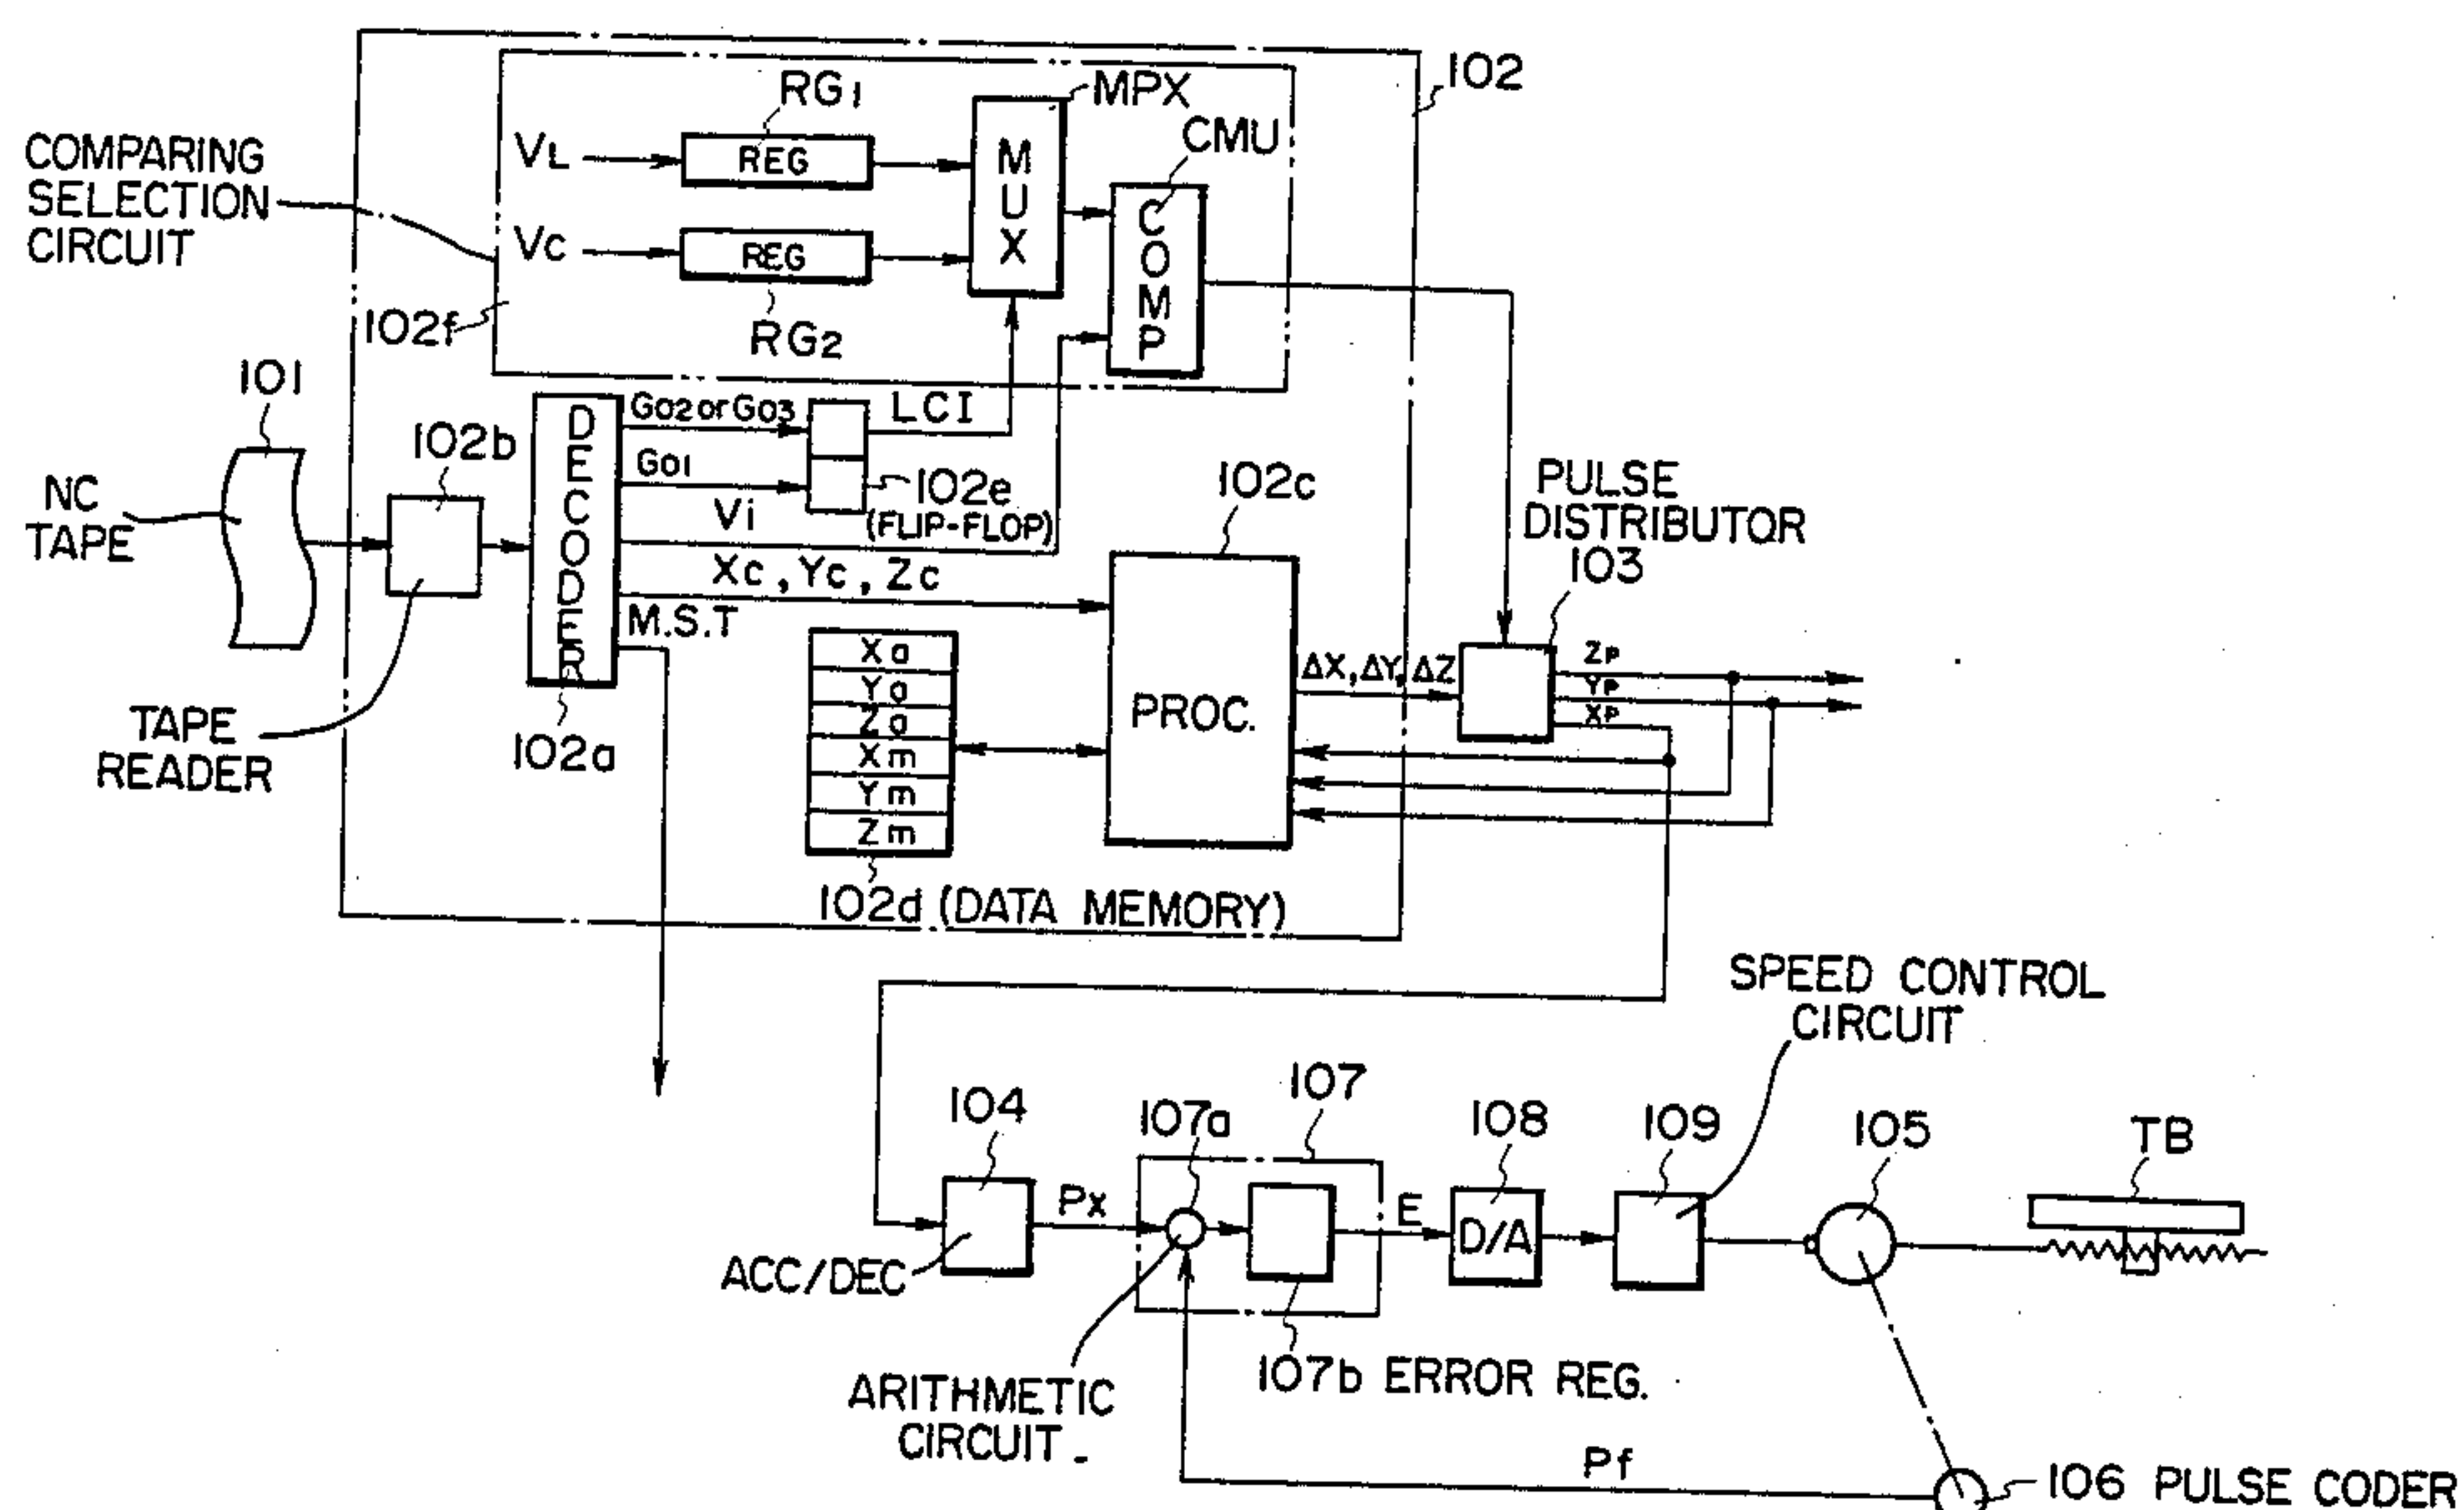 102
RG1
MPX
CMU
COMPARING
SELECTION
CIRCUIT
VL
REG
MUX
COMP
VC
REG
102f
RG2
101
G02 or G03
LCI
102b
DECODER
G01
102e
(FLIP-FLOP)
NC
TAPE
Vi
102c
PULSE
DISTRIBUTOR
103
Xc, Yc, Zc
M.S.T
Xa
Ya
Za
Xm
Ym
Zm
PROC.
ΔX, ΔY, ΔZ
Zp
Yp
Xp
TAPE
READER
102a
102d (DATA MEMORY)
SPEED CONTROL
CIRCUIT
104
107a
107
108
109
105
TB
Px
E
D/A
ACC/DEC
107b ERROR REG.
ARITHMETIC
CIRCUIT
Pf
106 PULSE CODER